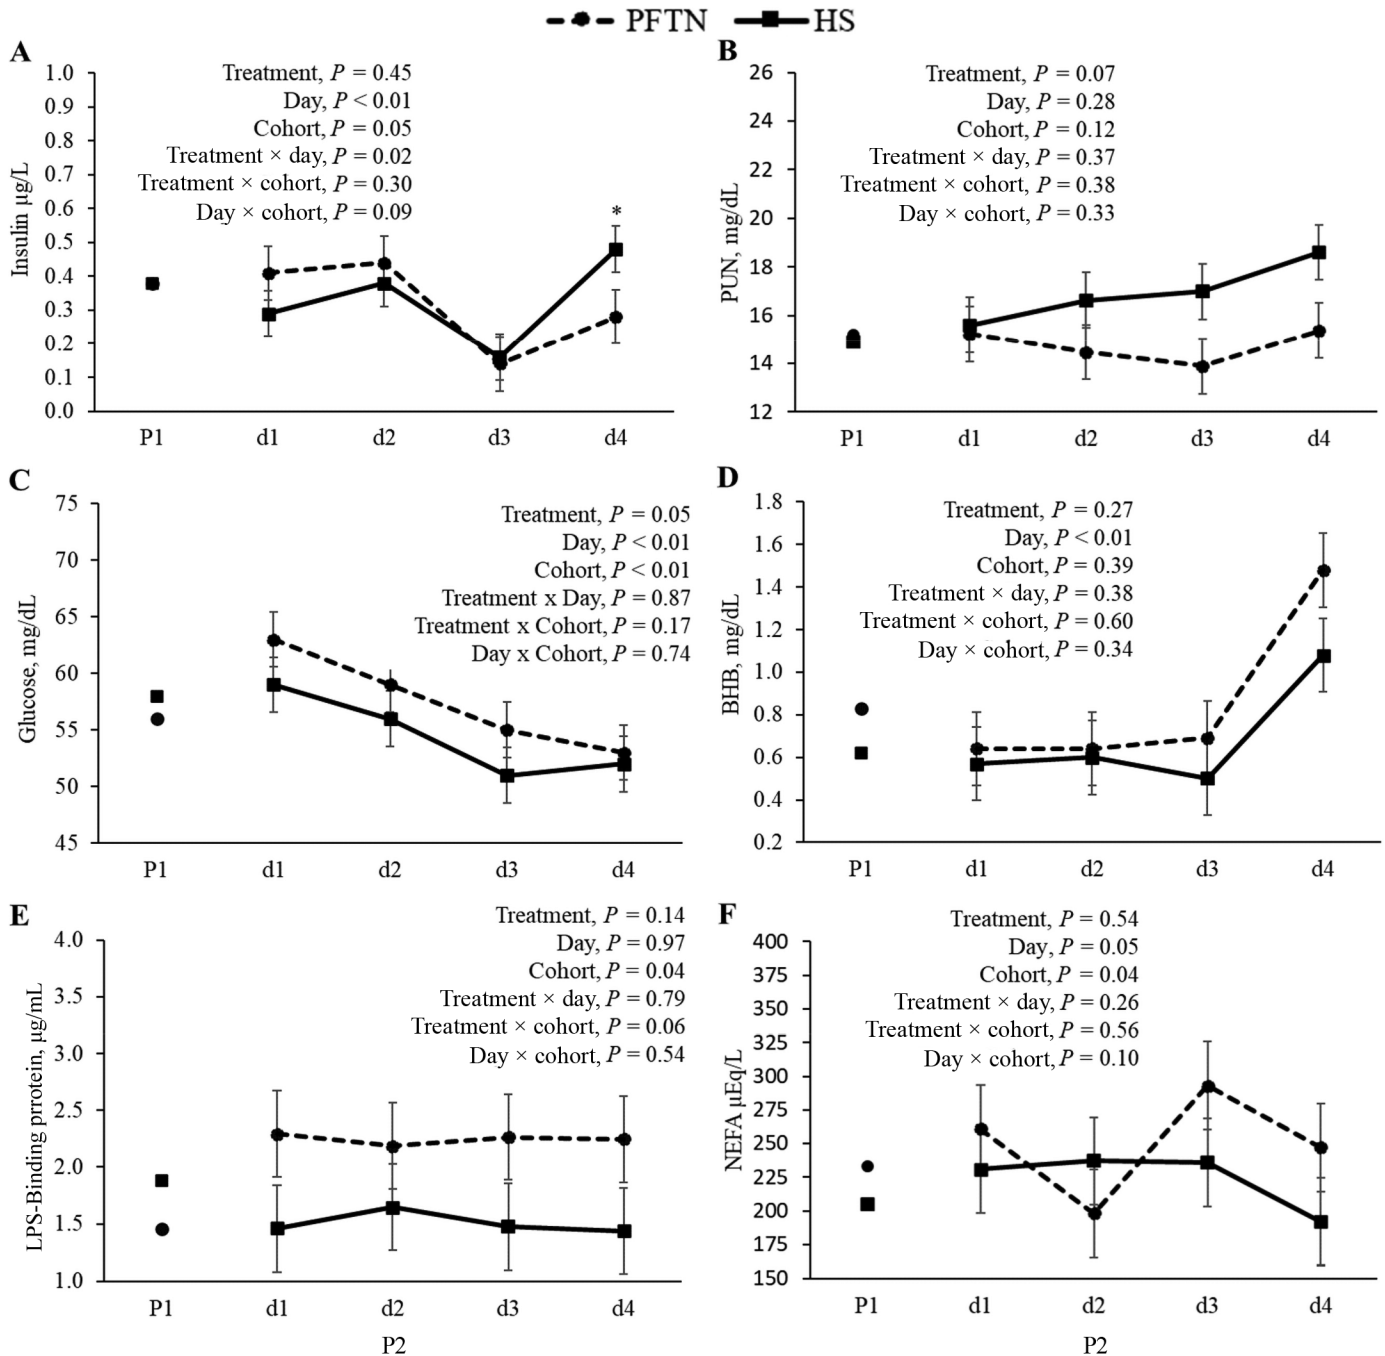 PFTN HS
A
Treatment, P = 0.45
Day, P < 0.01
Cohort, P = 0.05
Treatment × day, P = 0.02
Treatment × cohort, P = 0.30
Day × cohort, P = 0.09
Insulin µg/L
1.0
0.9
0.8
0.7
0.6
0.5
0.4
0.3
0.2
0.1
0.0
*
P1 d1 d2 d3 d4
B
Treatment, P = 0.07
Day, P = 0.28
Cohort, P = 0.12
Treatment × day, P = 0.37
Treatment × cohort, P = 0.38
Day × cohort, P = 0.33
PUN, mg/dL
26
24
22
20
18
16
14
12
P1 d1 d2 d3 d4
C
Treatment, P = 0.05
Day, P < 0.01
Cohort, P < 0.01
Treatment x Day, P = 0.87
Treatment x Cohort, P = 0.17
Day x Cohort, P = 0.74
Glucose, mg/dL
75
70
65
60
55
50
45
P1 d1 d2 d3 d4
D
Treatment, P = 0.27
Day, P < 0.01
Cohort, P = 0.39
Treatment × day, P = 0.38
Treatment × cohort, P = 0.60
Day × cohort, P = 0.34
BHB, mg/dL
1.8
1.6
1.4
1.2
1.0
0.8
0.6
0.4
0.2
P1 d1 d2 d3 d4
E
Treatment, P = 0.14
Day, P = 0.97
Cohort, P = 0.04
Treatment × day, P = 0.79
Treatment × cohort, P = 0.06
Day × cohort, P = 0.54
LPS-Binding prrotein, µg/mL
4.0
3.5
3.0
2.5
2.0
1.5
1.0
P1 d1 d2 d3 d4
P2
F
Treatment, P = 0.54
Day, P = 0.05
Cohort, P = 0.04
Treatment × day, P = 0.26
Treatment × cohort, P = 0.56
Day × cohort, P = 0.10
NEFA µEq/L
400
375
350
325
300
275
250
225
200
175
150
P1 d1 d2 d3 d4
P2